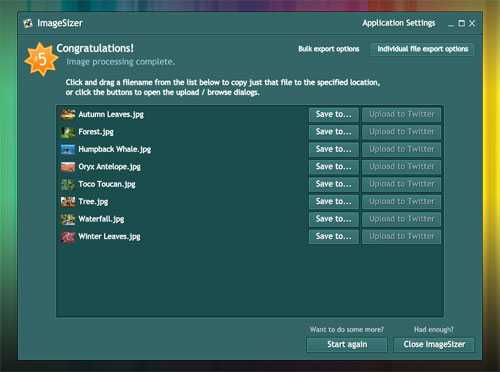 ImageSizer Application Settings
5
Congratulations! Bulk export options Individual file export options
Image processing complete.
Click and drag a filename from the list below to copy just that file to the specified location,
or click the buttons to open the upload / browse dialogs.
Autumn Leaves.jpg Save to... Upload to Twitter
Forest.jpg Save to... Upload to Twitter
Humpback Whale.jpg Save to... Upload to Twitter
Oryx Antelope.jpg Save to... Upload to Twitter
Toco Toucan.jpg Save to... Upload to Twitter
Tree.jpg Save to... Upload to Twitter
Waterfall.jpg Save to... Upload to Twitter
Winter Leaves.jpg Save to... Upload to Twitter
Want to do some more? Had enough?
Start again Close ImageSizer